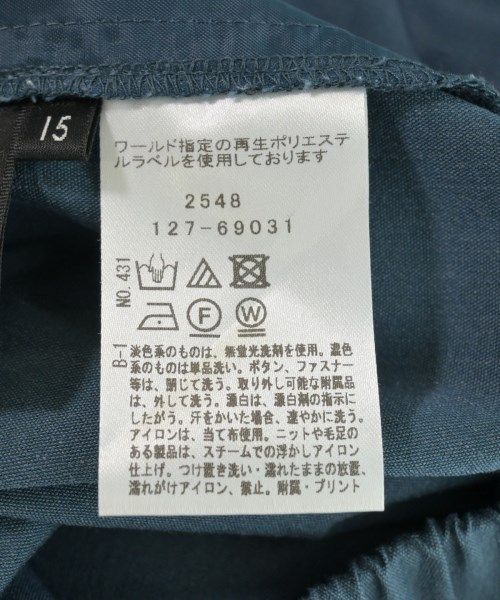 15
ワールド指定の再生ポリエステ
ルラベルを使用しております
2548
127-69031
NO.431
F
W
B-1
淡色系のものは、無蛍光洗剤を使用。濃色
系のものは単品洗い。ボタン、ファスナー
等は、閉じて洗う。取り外し可能な附属品
は、外して洗う。漂白は、漂白剤の指示に
したがう。汗をかいた場合、速やかに洗う。
アイロンは、当て布使用。ニットや毛足の
ある製品は、スチームでの浮かしアイロン
仕上げ。つけ置き洗い・濡れたままの放置、
濡れがけアイロン、禁止。附属・プリント